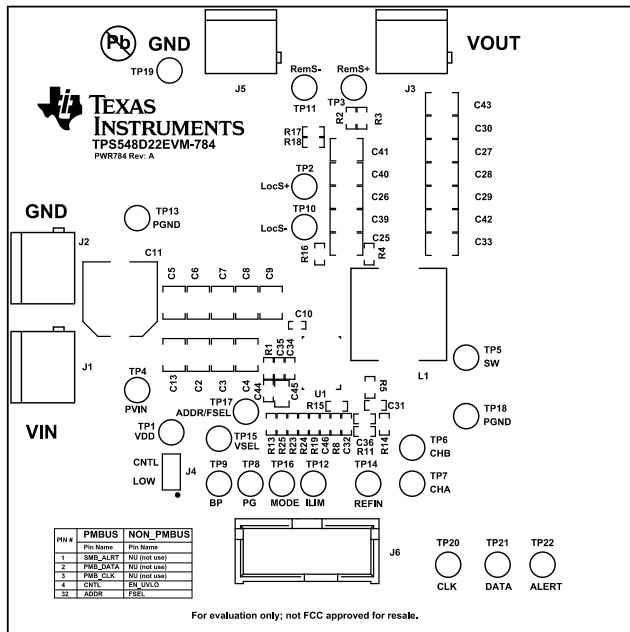 Pb
GND
TP19
J5
RemS-
TP11
RemS+
TP3
J3
VOUT
TEXAS
INSTRUMENTS
TPS548D22EVM-784
PWR784 Rev: A
R17
R18
R2
R3
C43
C30
C27
C28
C29
C42
C33
C41
C40
C26
C39
C25
TP2
LocS+
TP10
LocS-
R16
R4
GND
J2
TP13
PGND
C11
C5
C6
C7
C8
C9
C10
J1
VIN
TP4
PVIN
C13
C2
C3
C4
R1
C35
C34
C44
C45
U1
R15
R5
C31
L1
TP5
SW
TP18
PGND
TP17
ADDR/FSEL
TP1
VDD
TP15
VSEL
R13
R25
R23
R24
R19
C46
R8
C32
C36
R11
R14
TP6
CHB
TP7
CHA
CNTL
J4
LOW
TP9
BP
TP8
PG
TP16
MODE
TP12
ILIM
TP14
REFIN
PIN # PMBUS NON_PMBUS
Pin Name Pin Name
1 SMB_ALRT NU (not use)
2 PMB_DATA NU (not use)
3 PMB_CLK NU (not use)
4 CNTL EN_UVLO
32 ADDR FSEL
J6
TP20
CLK
TP21
DATA
TP22
ALERT
For evaluation only; not FCC approved for resale.